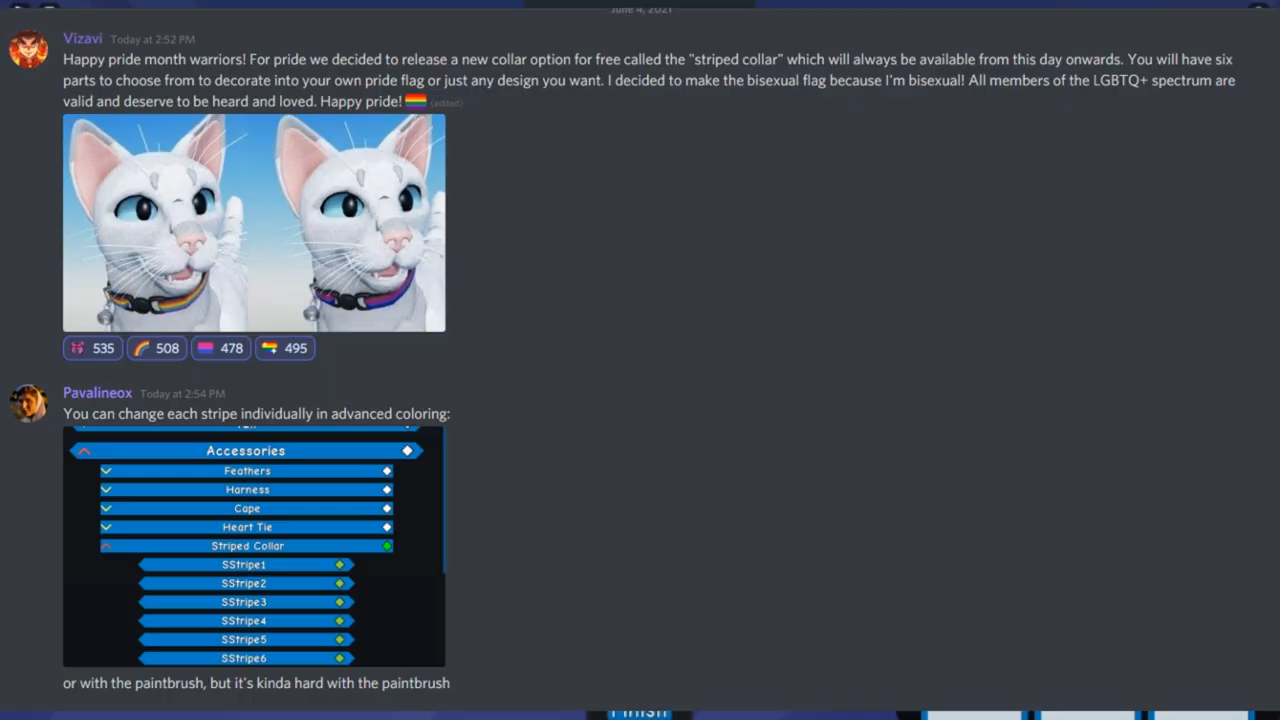 June 4, 2021
Vizavi Today at 2:52 PM
Happy pride month warriors! For pride we decided to release a new collar option for free called the "striped collar" which will always be available from this day onwards. You will have six
parts to choose from to decorate into your own pride flag or just any design you want. I decided to make the bisexual flag because I'm bisexual! All members of the LGBTQ+ spectrum are
valid and deserve to be heard and loved. Happy pride! (edited)
535 508 478 495
Pavalineox Today at 2:54 PM
You can change each stripe individually in advanced coloring:
Accessories
Feathers
Harness
Cape
Heart Tie
Striped Collar
SStripe1
SStripe2
SStripe3
SStripe4
SStripe5
SStripe6
or with the paintbrush, but it's kinda hard with the paintbrush
Finish